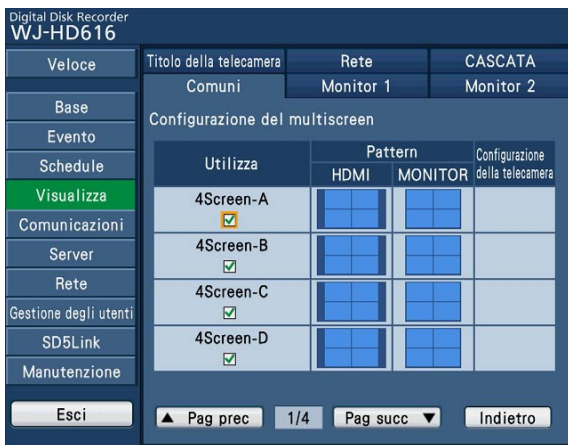 Digital Disk Recorder
WJ-HD616
Veloce
Base
Evento
Schedule
Visualizza
Comunicazioni
Server
Rete
Gestione degli utenti
SD5Link
Manutenzione
Esci
Titolo della telecamera Rete CASCATA
Comuni Monitor 1 Monitor 2
Configurazione del multiscreen
Utilizza Pattern Configurazione
della telecamera
HDMI MONITOR
4Screen-A
4Screen-B
4Screen-C
4Screen-D
▲ Pag prec 1/4 Pag succ ▼ Indietro